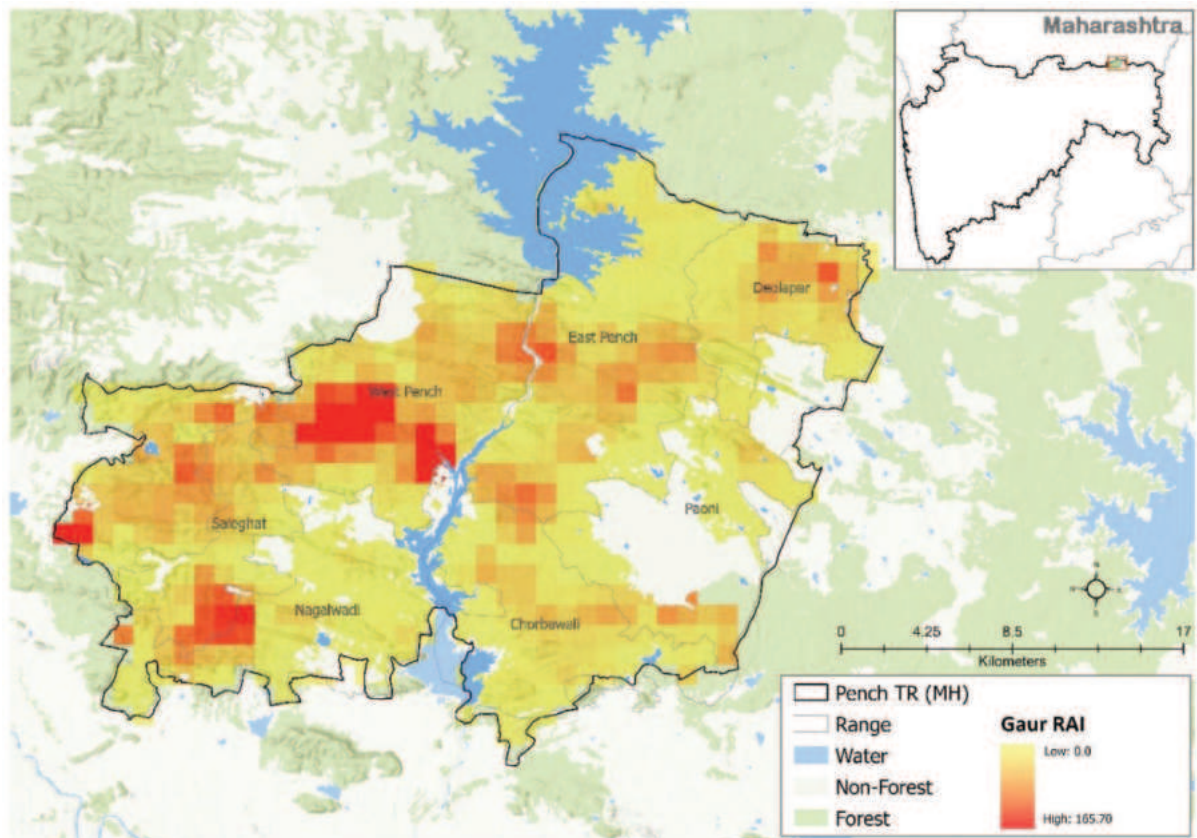 Maharashtra
Deolapar
East Pench
West Pench
Paoni
Saleghat
Nagalwadi
Chorbawali
N
S
0 4.25 8.5 17
Kilometers
Pench TR (MH)
Range
Water
Non-Forest
Forest
Gaur RAI
Low: 0.0
High: 165.70